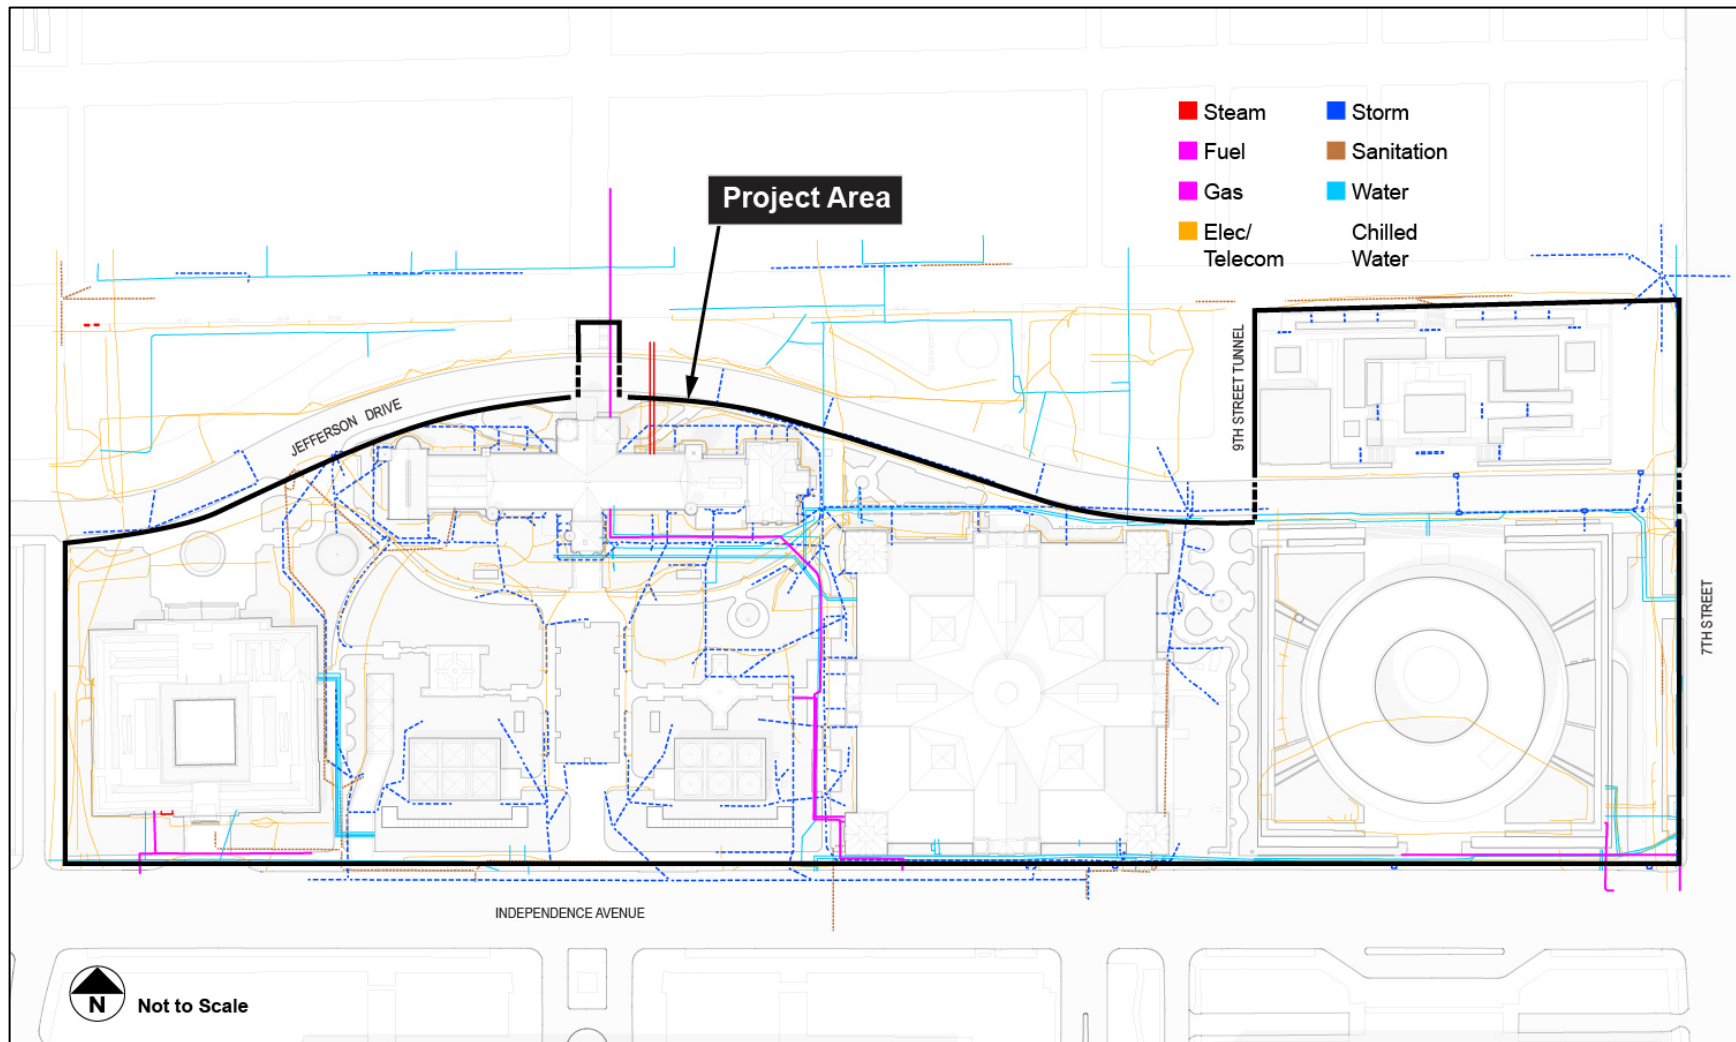 Steam
Storm
Fuel
Sanitation
Gas
Water
Elec/
Telecom
Chilled
Water
Project Area
JEFFERSON DRIVE
9TH STREET TUNNEL
7TH STREET
INDEPENDENCE AVENUE
N
Not to Scale